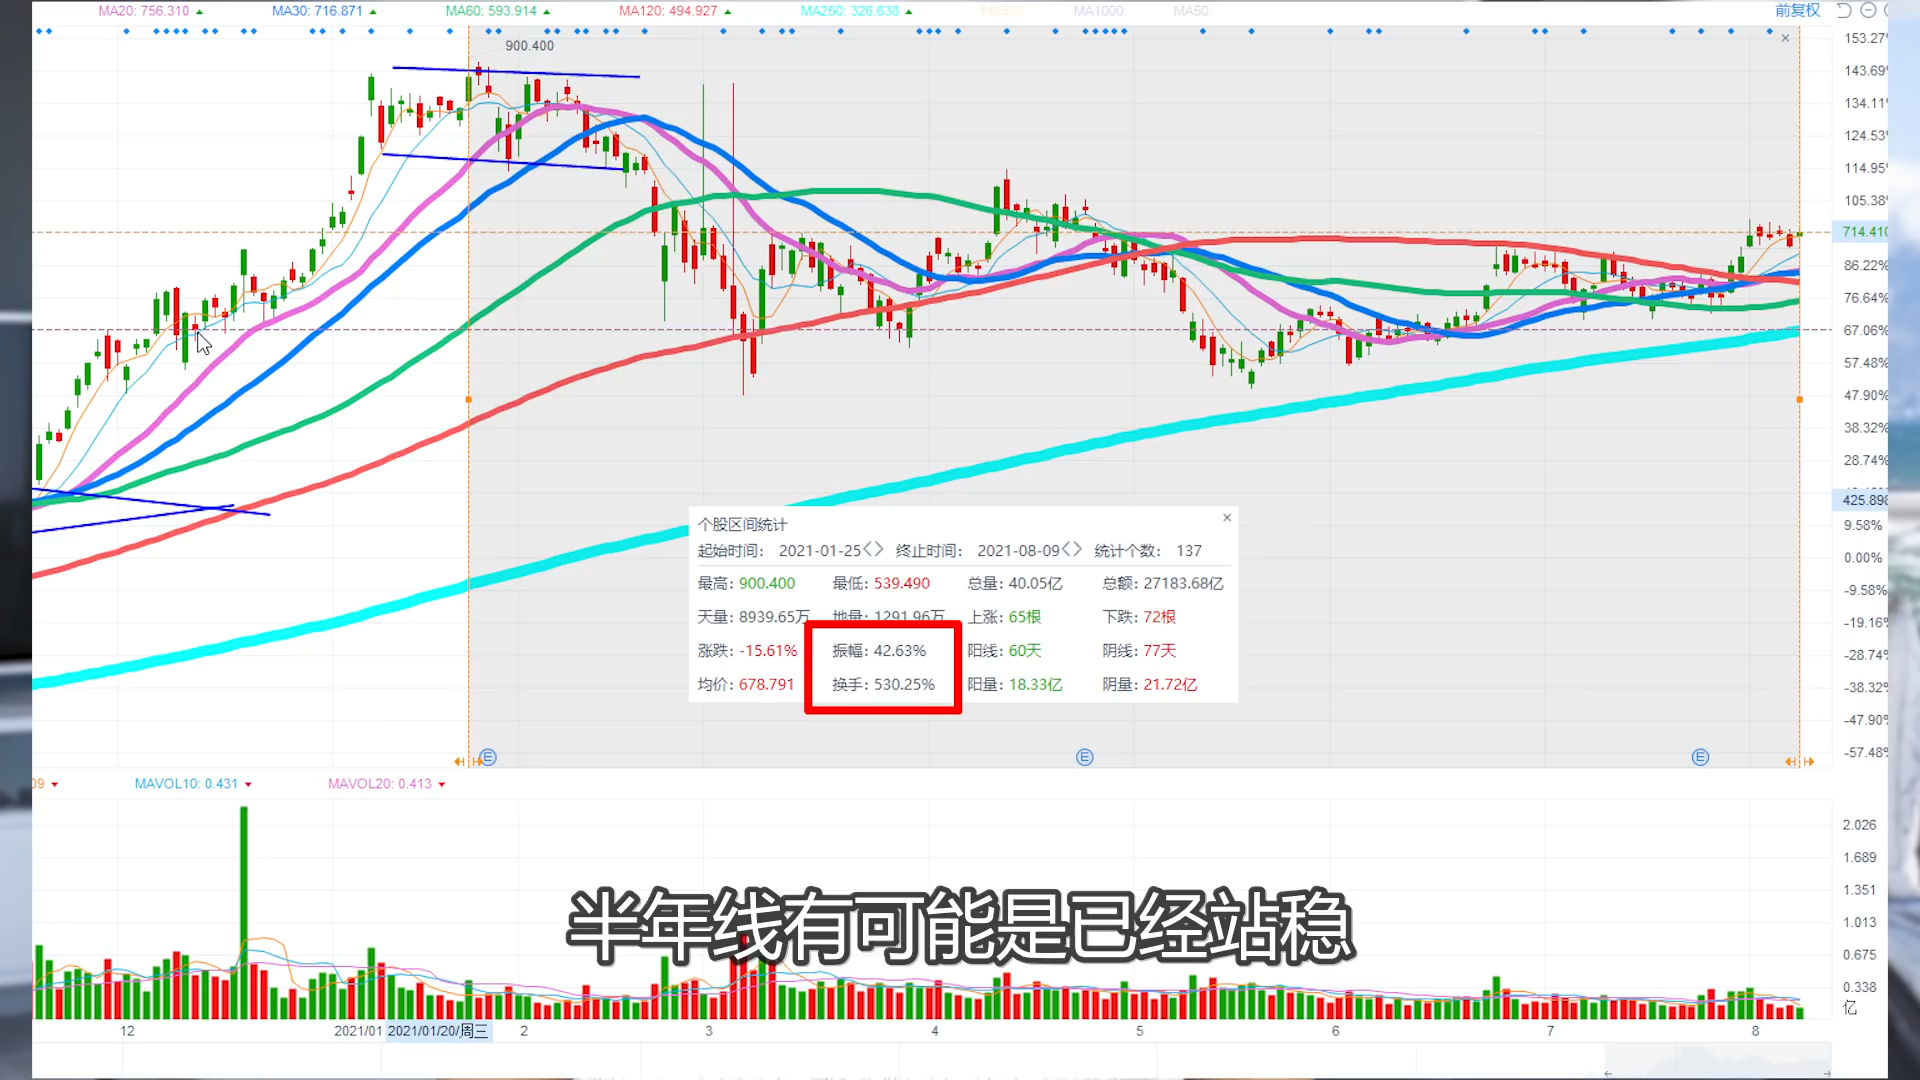 MA20: 756.310 MA30: 716.871 MA60: 593.914 MA120: 494.927 MA250: 326.638 MA500: MA1000: MA50: 前复权
900.400
153.27%
143.69%
134.11%
124.53%
114.95%
105.38%
714.410
86.22%
76.64%
67.06%
57.48%
47.90%
38.32%
28.74%
425.898
9.58%
0.00%
-9.58%
-19.16%
-28.74%
-38.32%
-47.90%
-57.48%
个股区间统计
起始时间: 2021-01-25 终止时间: 2021-08-09 统计个数: 137
最高: 900.400 最低: 539.490 总量: 40.05亿 总额: 27183.68亿
天量: 8939.65万 地量: 1291.96万 上涨: 65根 下跌: 72根
涨跌: -15.61% 振幅: 42.63% 阳线: 60天 阴线: 77天
均价: 678.791 换手: 530.25% 阳量: 18.33亿 阴量: 21.72亿
E E E
09 MAVOL10: 0.431 MAVOL20: 0.413
2.026
1.689
1.351
1.013
0.675
0.338
亿
半年线有可能是已经站稳
12 2021/01 2021/01/20/周三 2 3 4 5 6 7 8